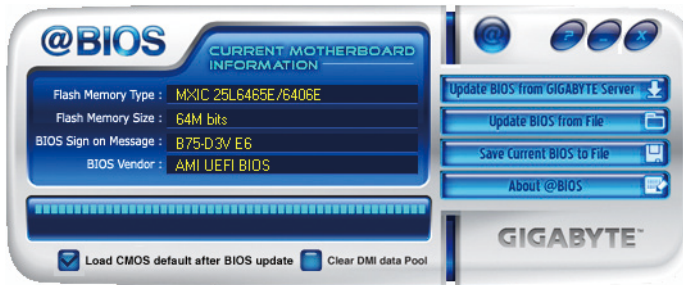 @BIOS
CURRENT MOTHERBOARD
INFORMATION
Flash Memory Type : MXIC 25L6465E/6406E
Flash Memory Size : 64M bits
BIOS Sign on Message : B75-D3V E6
BIOS Vendor : AMI UEFI BIOS
Load CMOS default after BIOS update
Clear DMI data Pool
@
? – X
Update BIOS from GIGABYTE Server
Update BIOS from File
Save Current BIOS to File
About @BIOS
GIGABYTE™